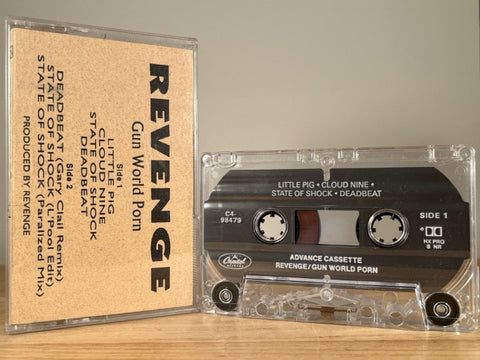 REVENGE
Gun World Porn
Side 1
LITTLE PIG
CLOUD NINE
STATE OF SHOCK
DEADBEAT
Side 2
DEADBEAT (Gary Clail Remix)
STATE OF SHOCK (L'Pool Edit)
STATE OF SHOCK (Paralized Mix)
PRODUCED BY REVENGE
LITTLE PIG • CLOUD NINE •
STATE OF SHOCK • DEADBEAT
C4-
98479
SIDE 1
HX PRO
B NR
Capitol
ADVANCE CASSETTE
REVENGE/GUN WORLD PORN